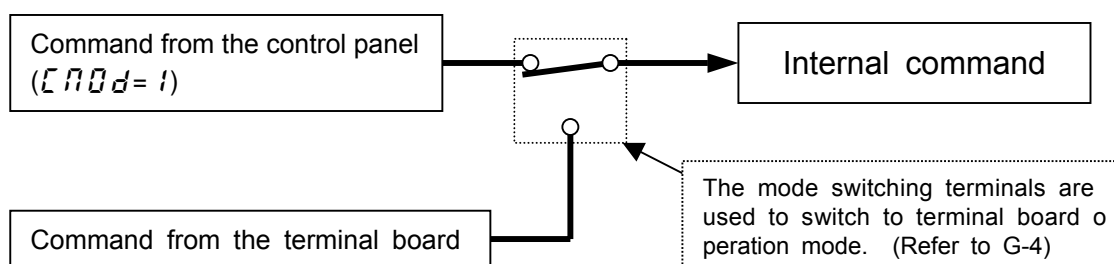 Command from the control panel
(CMOd= 1)
Internal command
Command from the terminal board
The mode switching terminals are
used to switch to terminal board o
peration mode. (Refer to G-4)